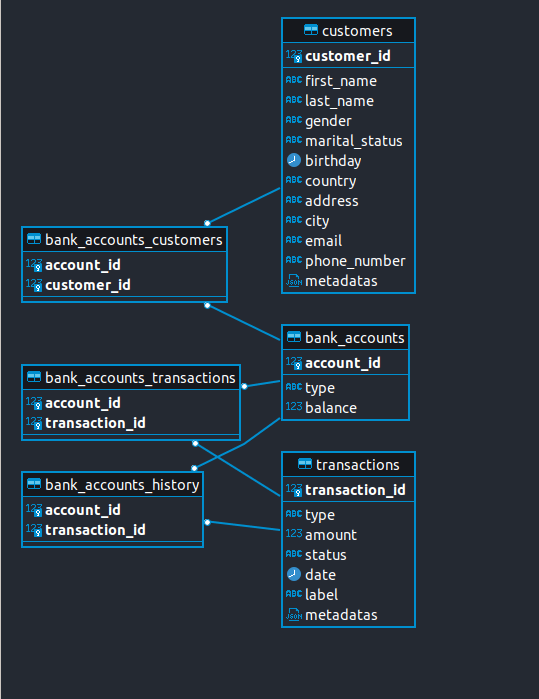 customers
123 customer_id
ABC first_name
ABC last_name
ABC gender
ABC marital_status
birthday
ABC country
ABC address
ABC city
ABC email
ABC phone_number
JSON metadatas
bank_accounts_customers
123 account_id
123 customer_id
bank_accounts
123 account_id
ABC type
123 balance
bank_accounts_transactions
123 account_id
123 transaction_id
transactions
123 transaction_id
ABC type
123 amount
ABC status
date
ABC label
JSON metadatas
bank_accounts_history
123 account_id
123 transaction_id